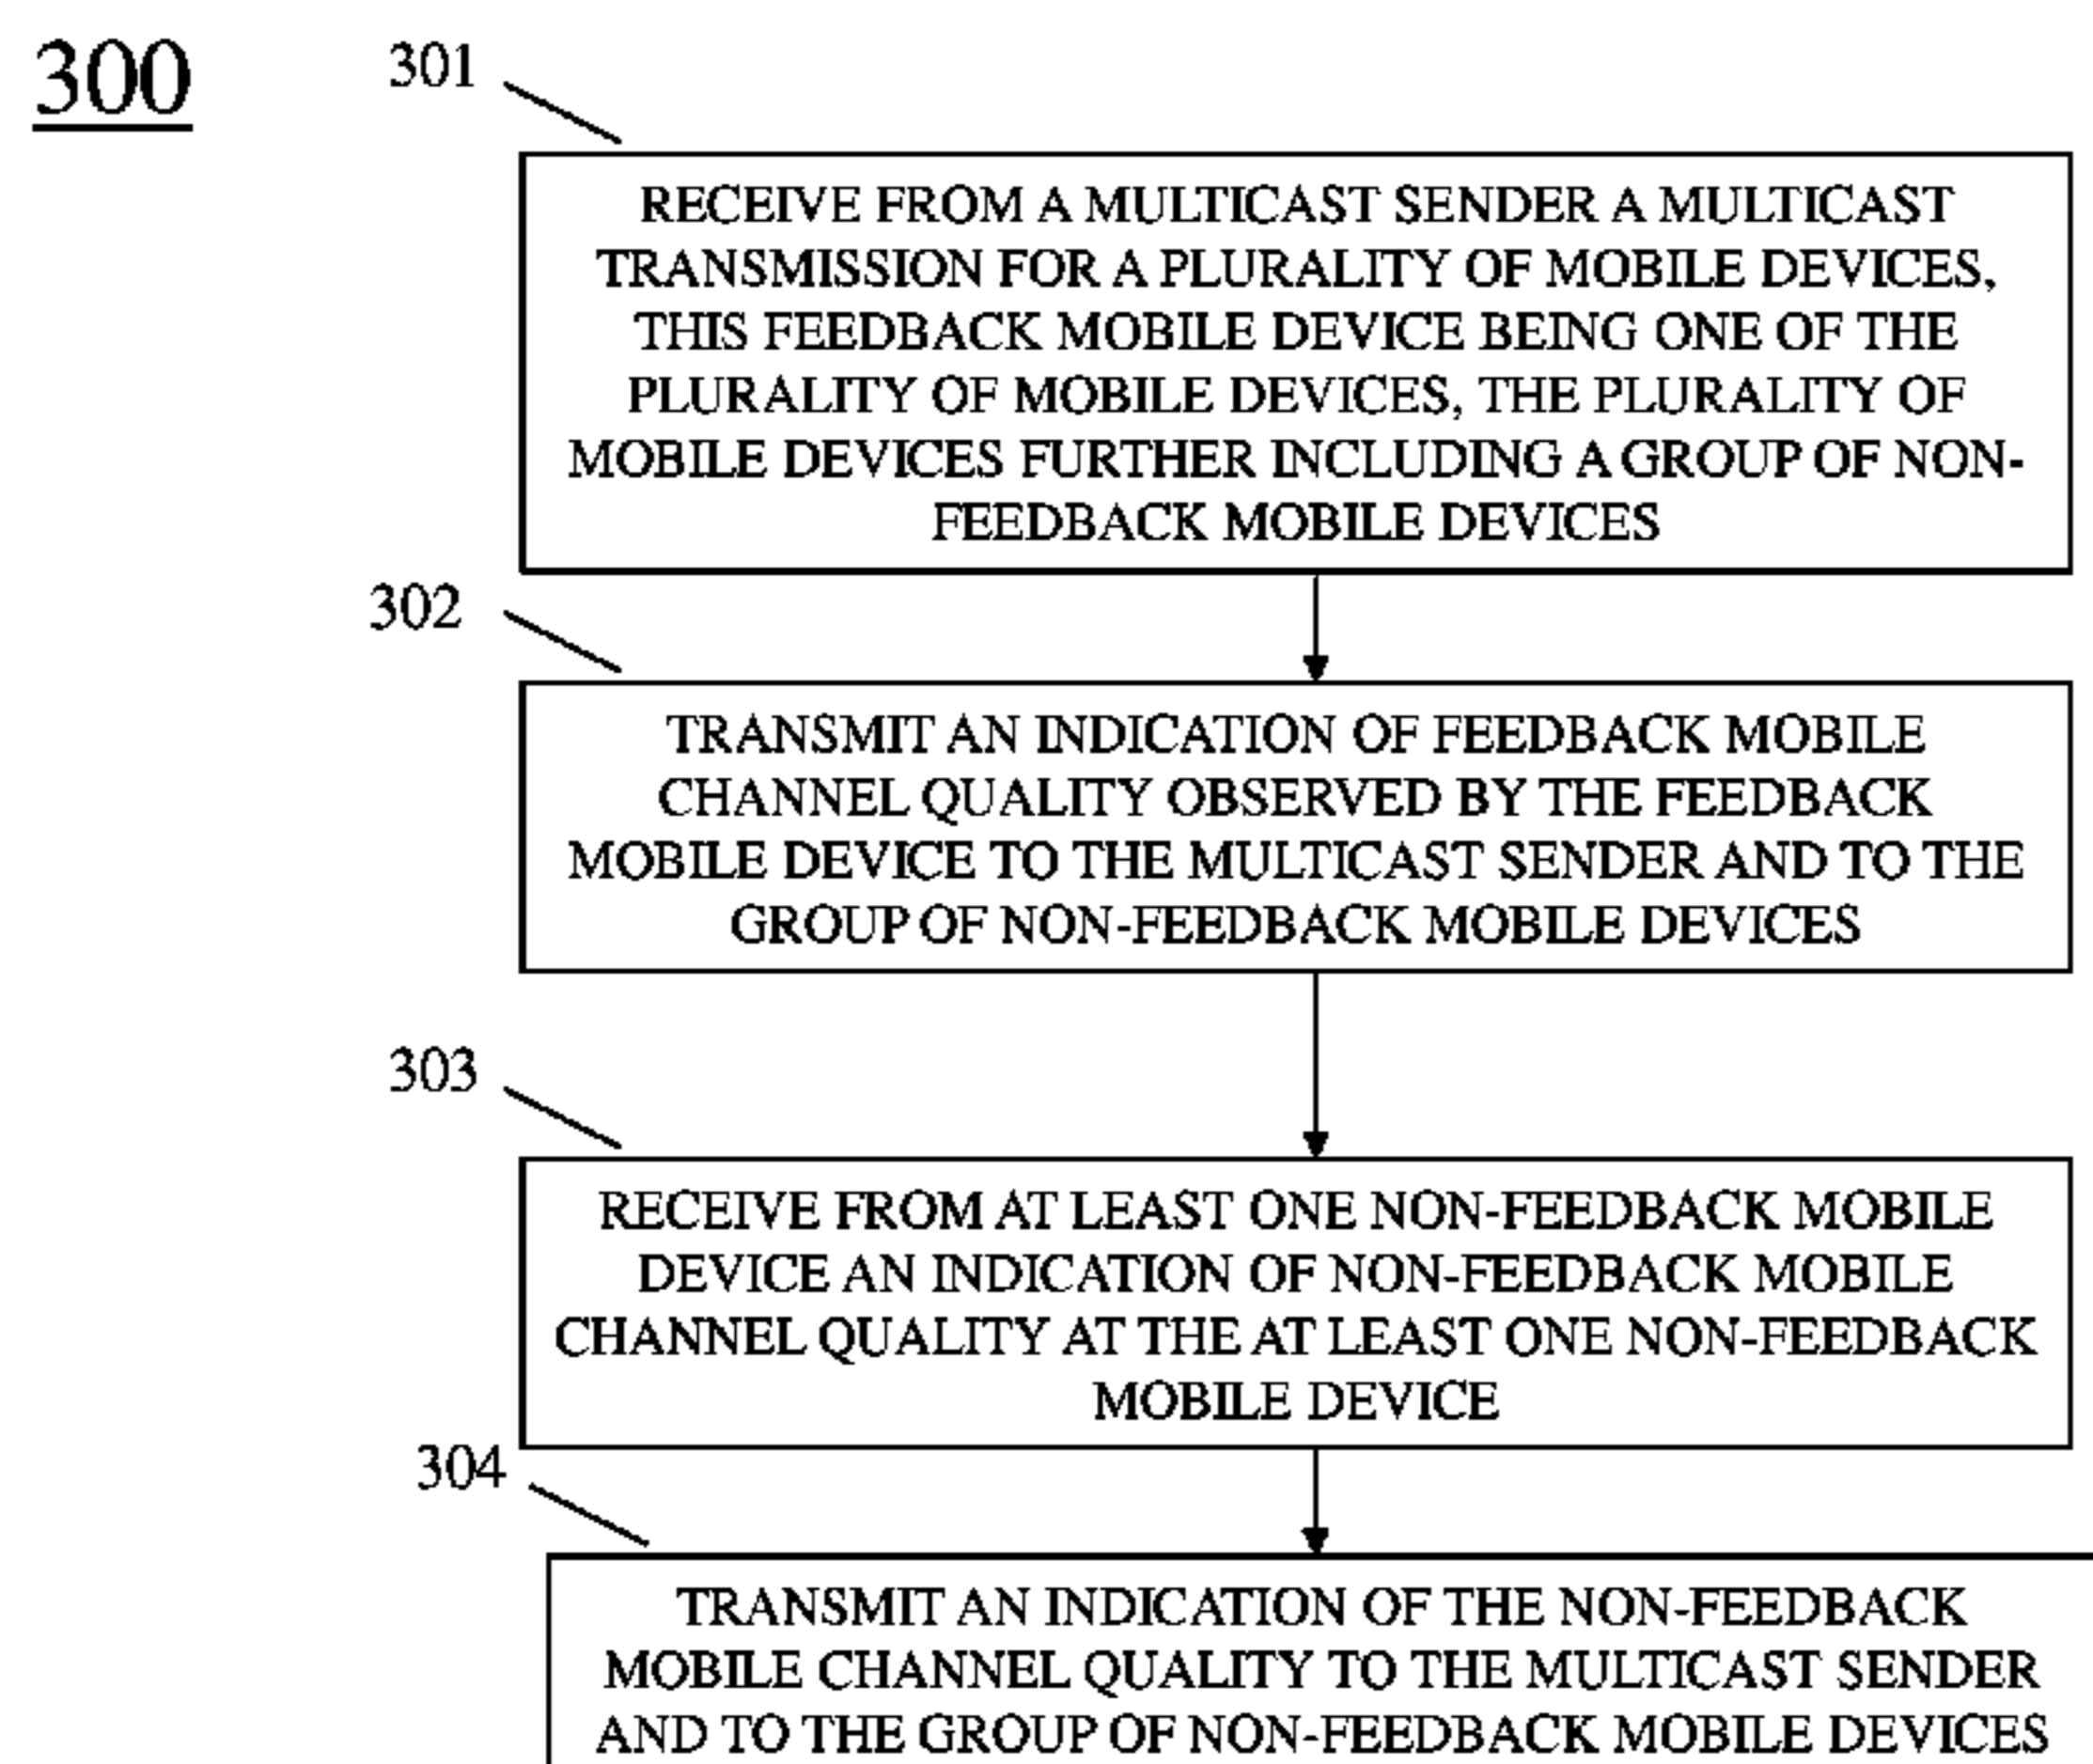 300
301
RECEIVE FROM A MULTICAST SENDER A MULTICAST
TRANSMISSION FOR A PLURALITY OF MOBILE DEVICES,
THIS FEEDBACK MOBILE DEVICE BEING ONE OF THE
PLURALITY OF MOBILE DEVICES, THE PLURALITY OF
MOBILE DEVICES FURTHER INCLUDING A GROUP OF NON-
FEEDBACK MOBILE DEVICES
302
TRANSMIT AN INDICATION OF FEEDBACK MOBILE
CHANNEL QUALITY OBSERVED BY THE FEEDBACK
MOBILE DEVICE TO THE MULTICAST SENDER AND TO THE
GROUP OF NON-FEEDBACK MOBILE DEVICES
303
RECEIVE FROM AT LEAST ONE NON-FEEDBACK MOBILE
DEVICE AN INDICATION OF NON-FEEDBACK MOBILE
CHANNEL QUALITY AT THE AT LEAST ONE NON-FEEDBACK
MOBILE DEVICE
304
TRANSMIT AN INDICATION OF THE NON-FEEDBACK
MOBILE CHANNEL QUALITY TO THE MULTICAST SENDER
AND TO THE GROUP OF NON-FEEDBACK MOBILE DEVICES